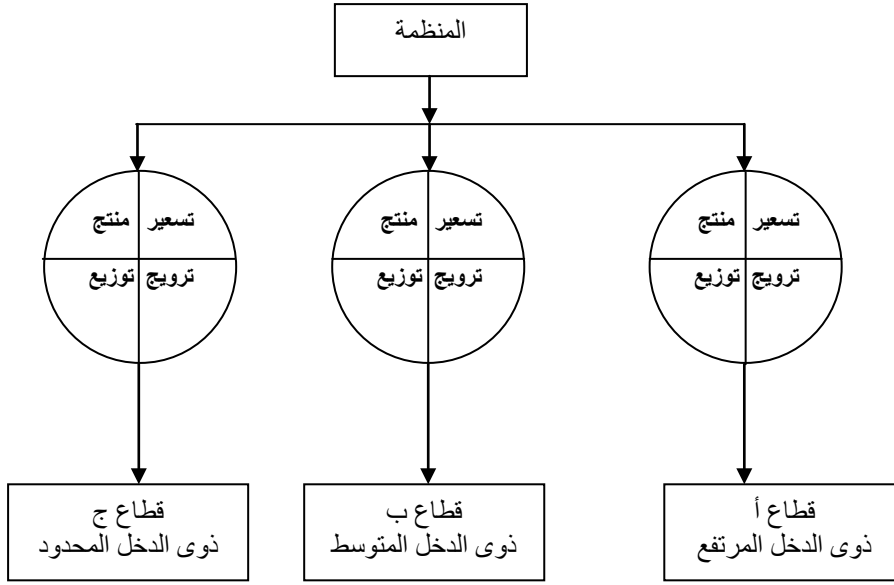 المنظمة
تسعير منتج
ترويج توزيع
تسعير منتج
ترويج توزيع
تسعير منتج
ترويج توزيع
قطاع أ
ذوى الدخل المرتفع
قطاع ب
ذوى الدخل المتوسط
قطاع ج
ذوى الدخل المحدود